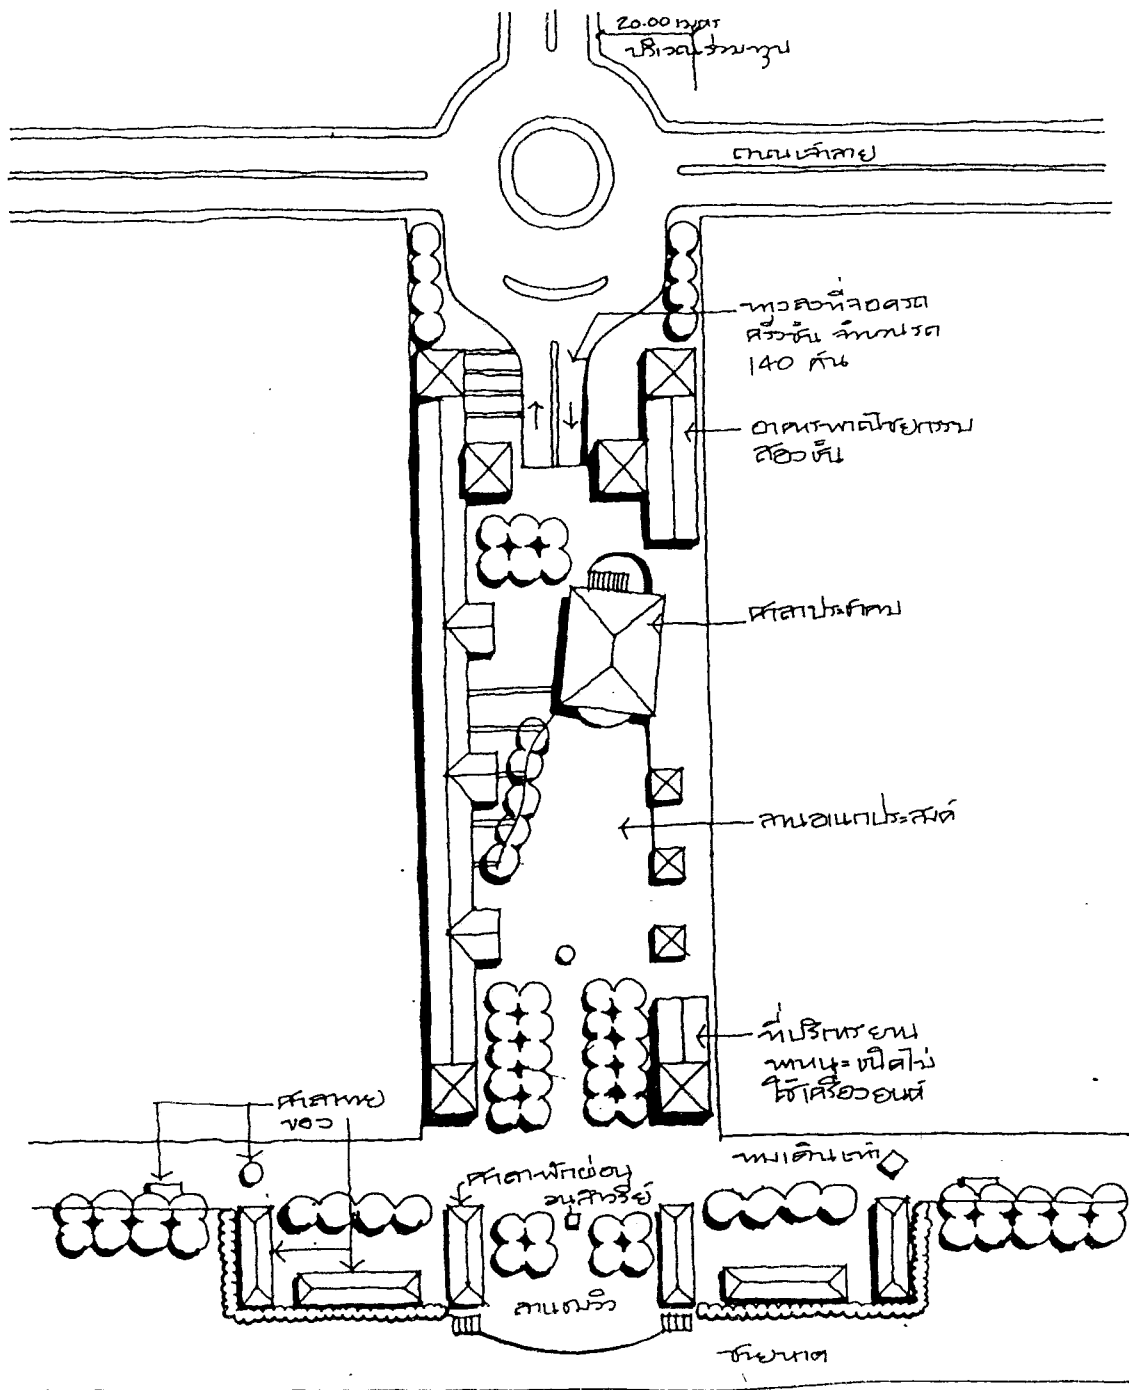 20.00 เมตร
บริเวณร่วมทุน
ถนนเจ้าลาย
ทางลงที่จอดรถ
ครึ่งชั้น จำนวนรถ
140 คัน
อาคารพาณิชยกรรม
สองชั้น
ศาลาประชาคม
ลานอเนกประสงค์
ที่บริการยาน
พาหนะชนิดไม่
ใช้เครื่องยนต์
ศาลาขาย
ของ
ทางเดินเท้า
ศาลาพักผ่อน
อนุสาวรีย์
ลานชมวิว
ชายหาด